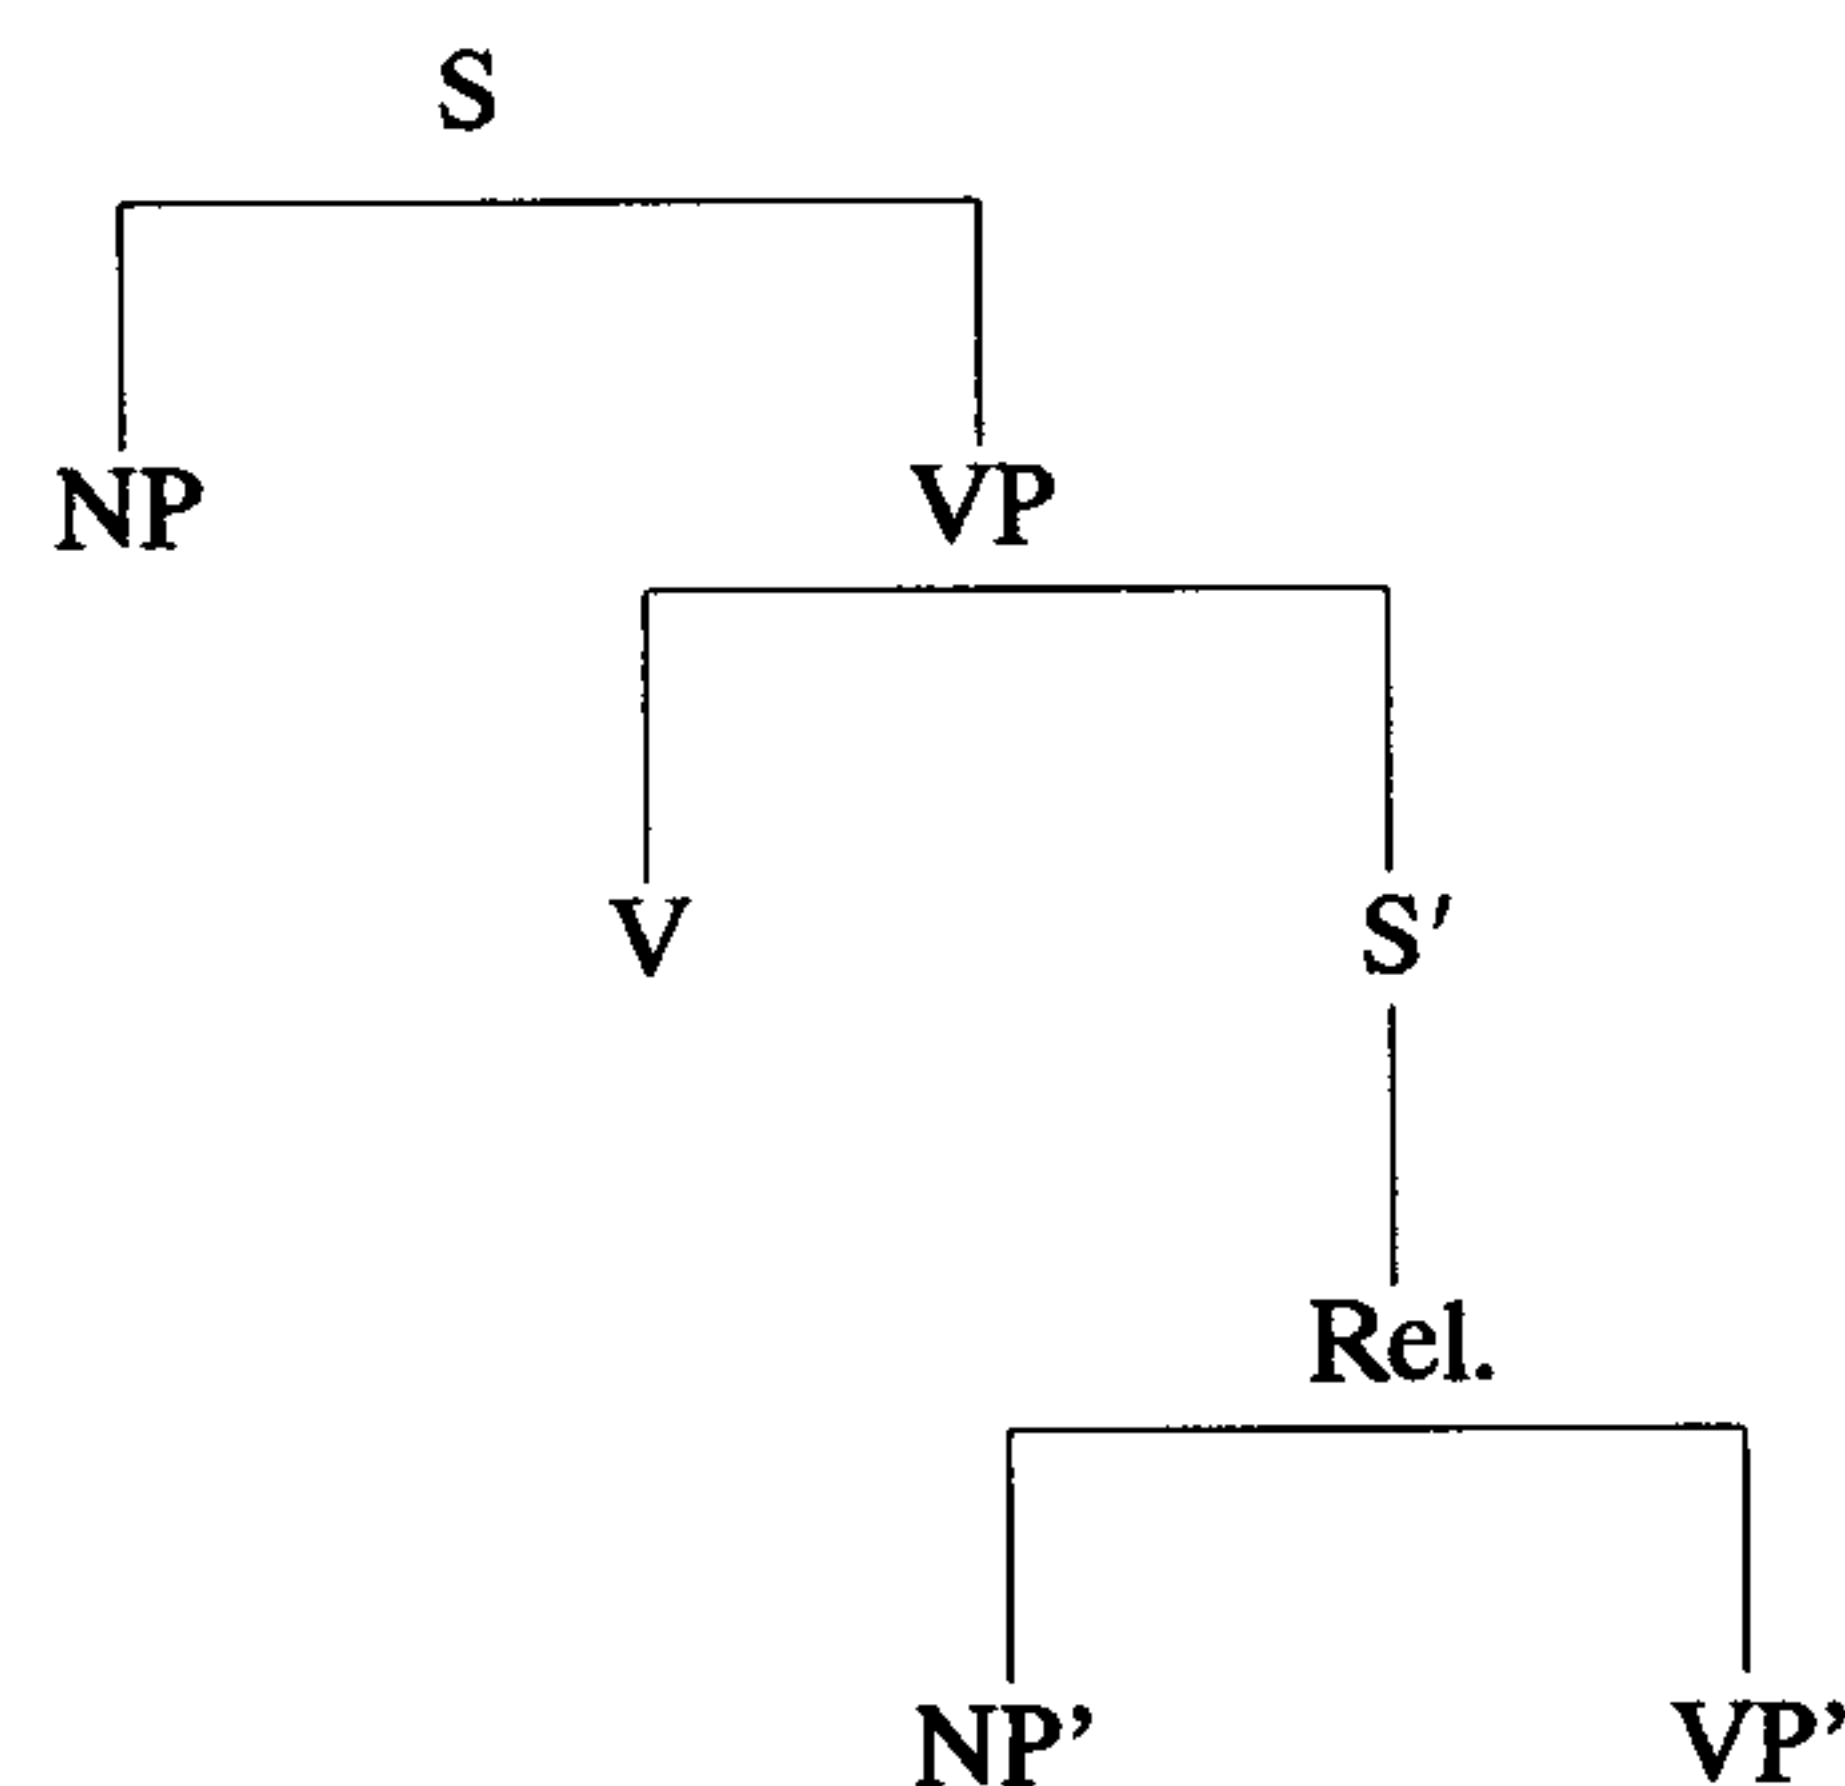 S
NP VP
V S′
Rel.
NP’ VP’